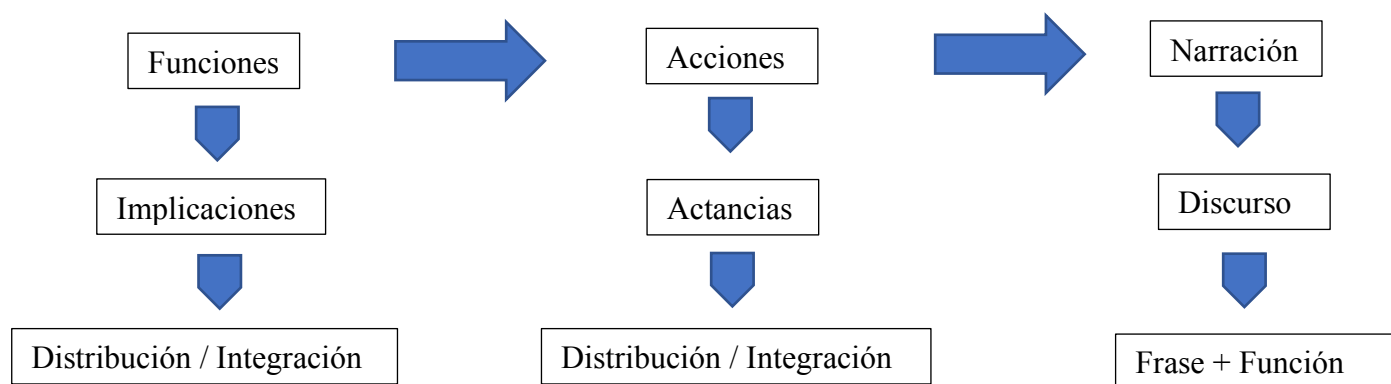 Funciones
Acciones
Narración
Implicaciones
Actancias
Discurso
Distribución / Integración
Distribución / Integración
Frase + Función